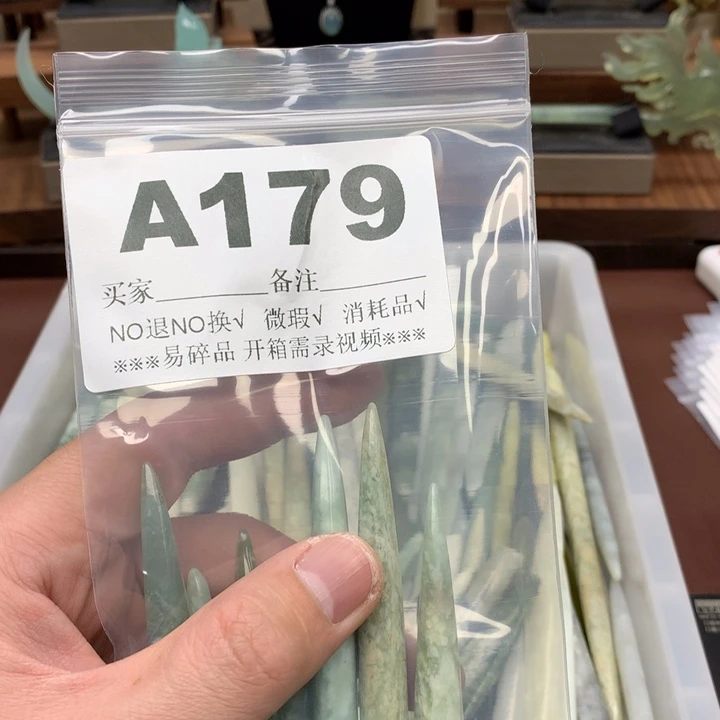 A179
买家________备注________
NO退NO换√ 微瑕√ 消耗品√
※※※易碎品 开箱需录视频※※※